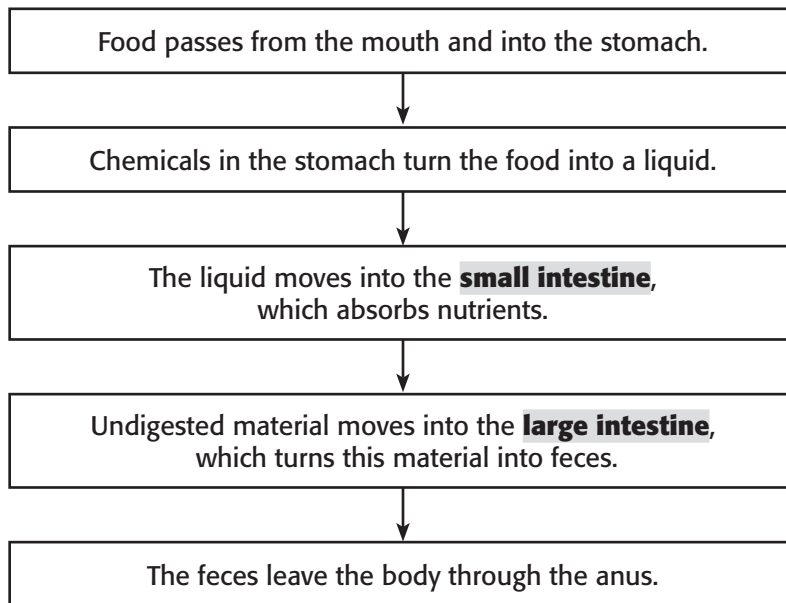 Food passes from the mouth and into the stomach.
Chemicals in the stomach turn the food into a liquid.
The liquid moves into the small intestine,
which absorbs nutrients.
Undigested material moves into the large intestine,
which turns this material into feces.
The feces leave the body through the anus.